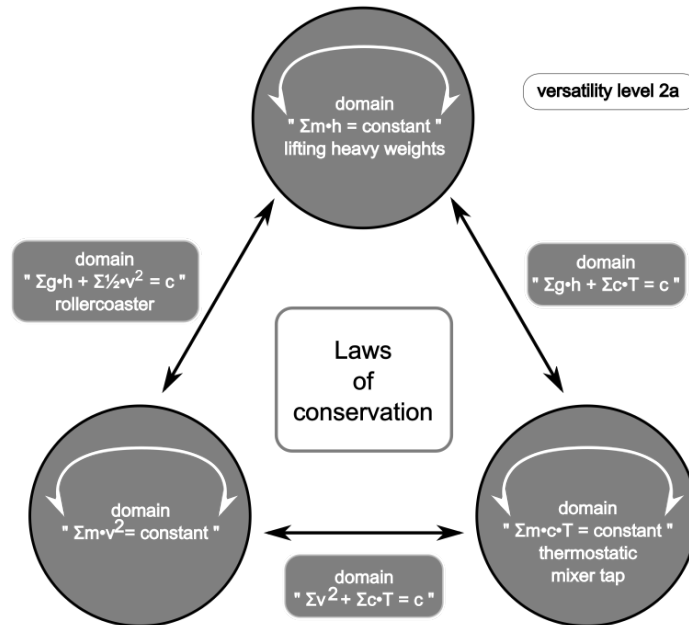 domain
" Σm•h = constant "
lifting heavy weights
versatility level 2a
domain
" Σg•h + Σ½•v² = c "
rollercoaster
domain
" Σg•h + Σc•T = c "
Laws
of
conservation
domain
" Σm•v²= constant "
domain
" Σm•c•T = constant "
thermostatic
mixer tap
domain
" Σv² + Σc•T = c "